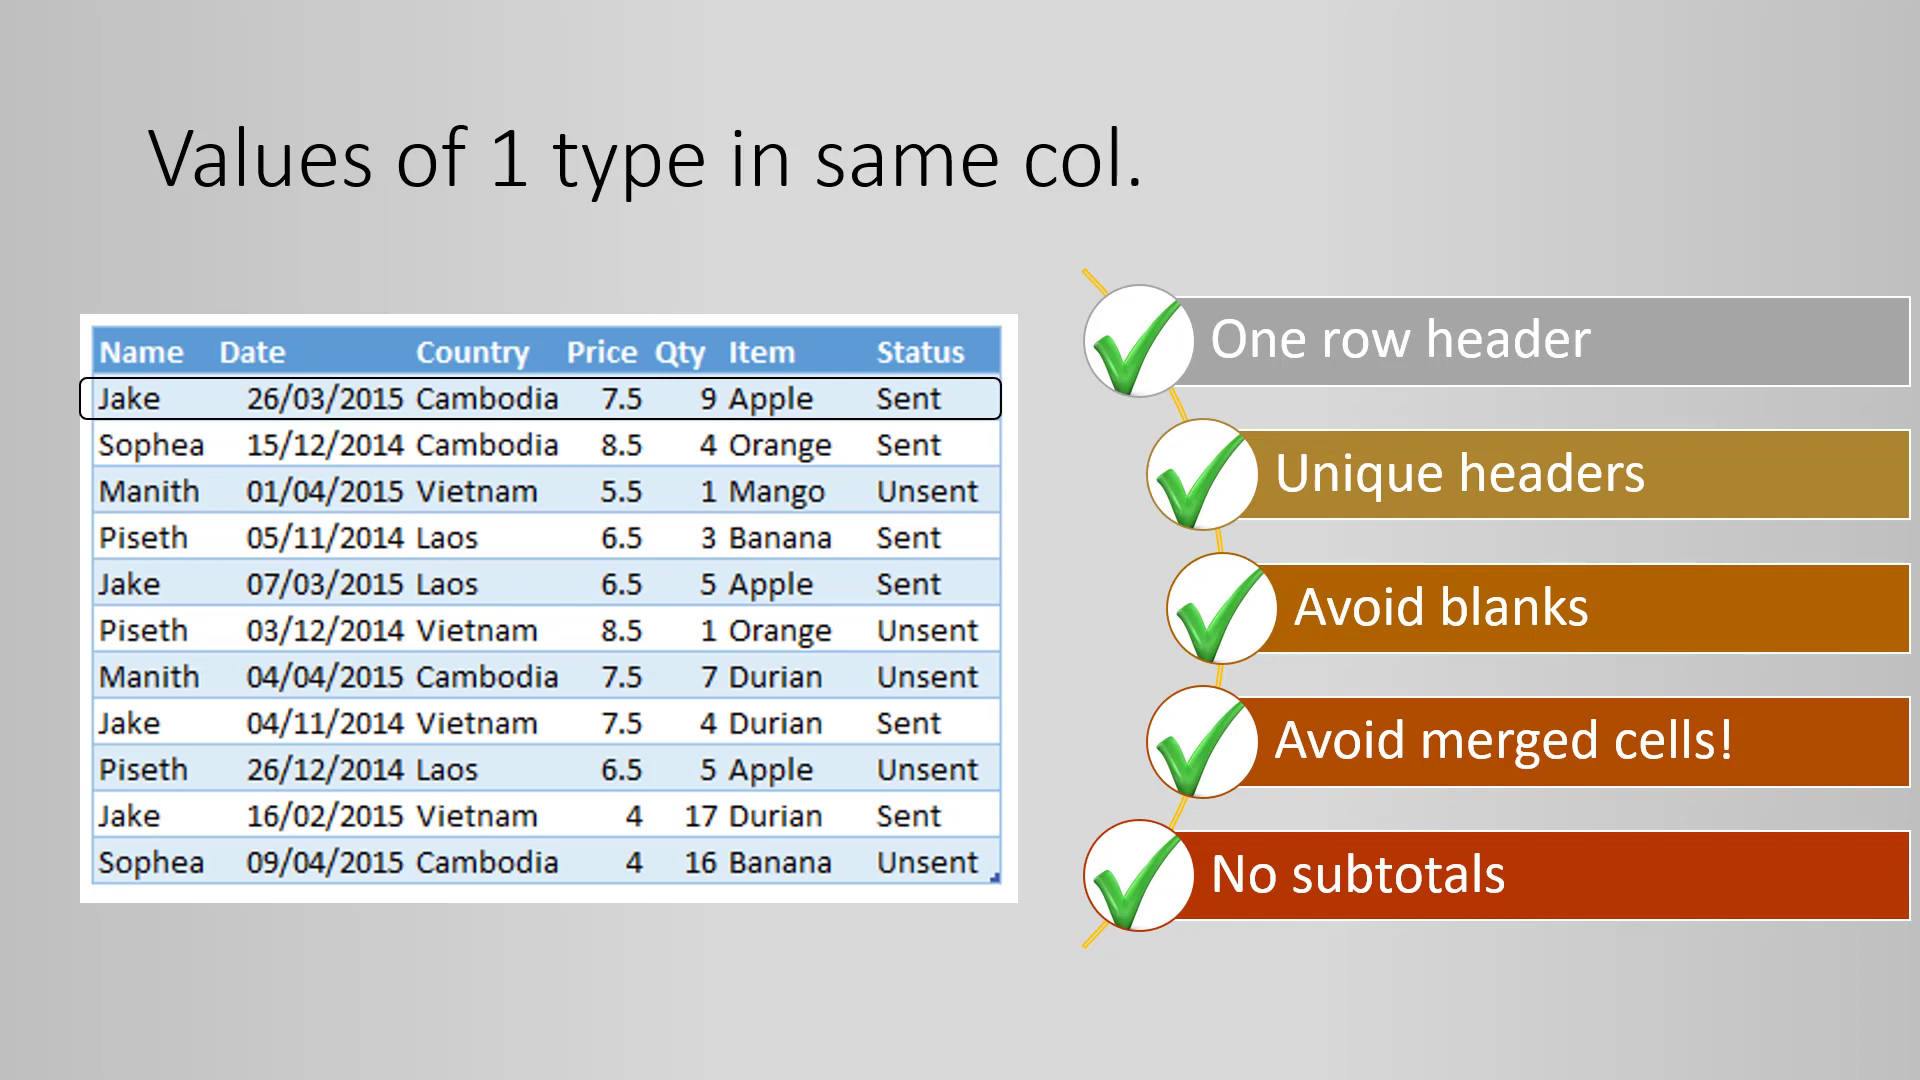 Values of 1 type in same col.
Name Date Country Price Qty Item Status
Jake 26/03/2015 Cambodia 7.5 9 Apple Sent
Sophea 15/12/2014 Cambodia 8.5 4 Orange Sent
Manith 01/04/2015 Vietnam 5.5 1 Mango Unsent
Piseth 05/11/2014 Laos 6.5 3 Banana Sent
Jake 07/03/2015 Laos 6.5 5 Apple Sent
Piseth 03/12/2014 Vietnam 8.5 1 Orange Unsent
Manith 04/04/2015 Cambodia 7.5 7 Durian Unsent
Jake 04/11/2014 Vietnam 7.5 4 Durian Sent
Piseth 26/12/2014 Laos 6.5 5 Apple Unsent
Jake 16/02/2015 Vietnam 4 17 Durian Sent
Sophea 09/04/2015 Cambodia 4 16 Banana Unsent
One row header
Unique headers
Avoid blanks
Avoid merged cells!
No subtotals